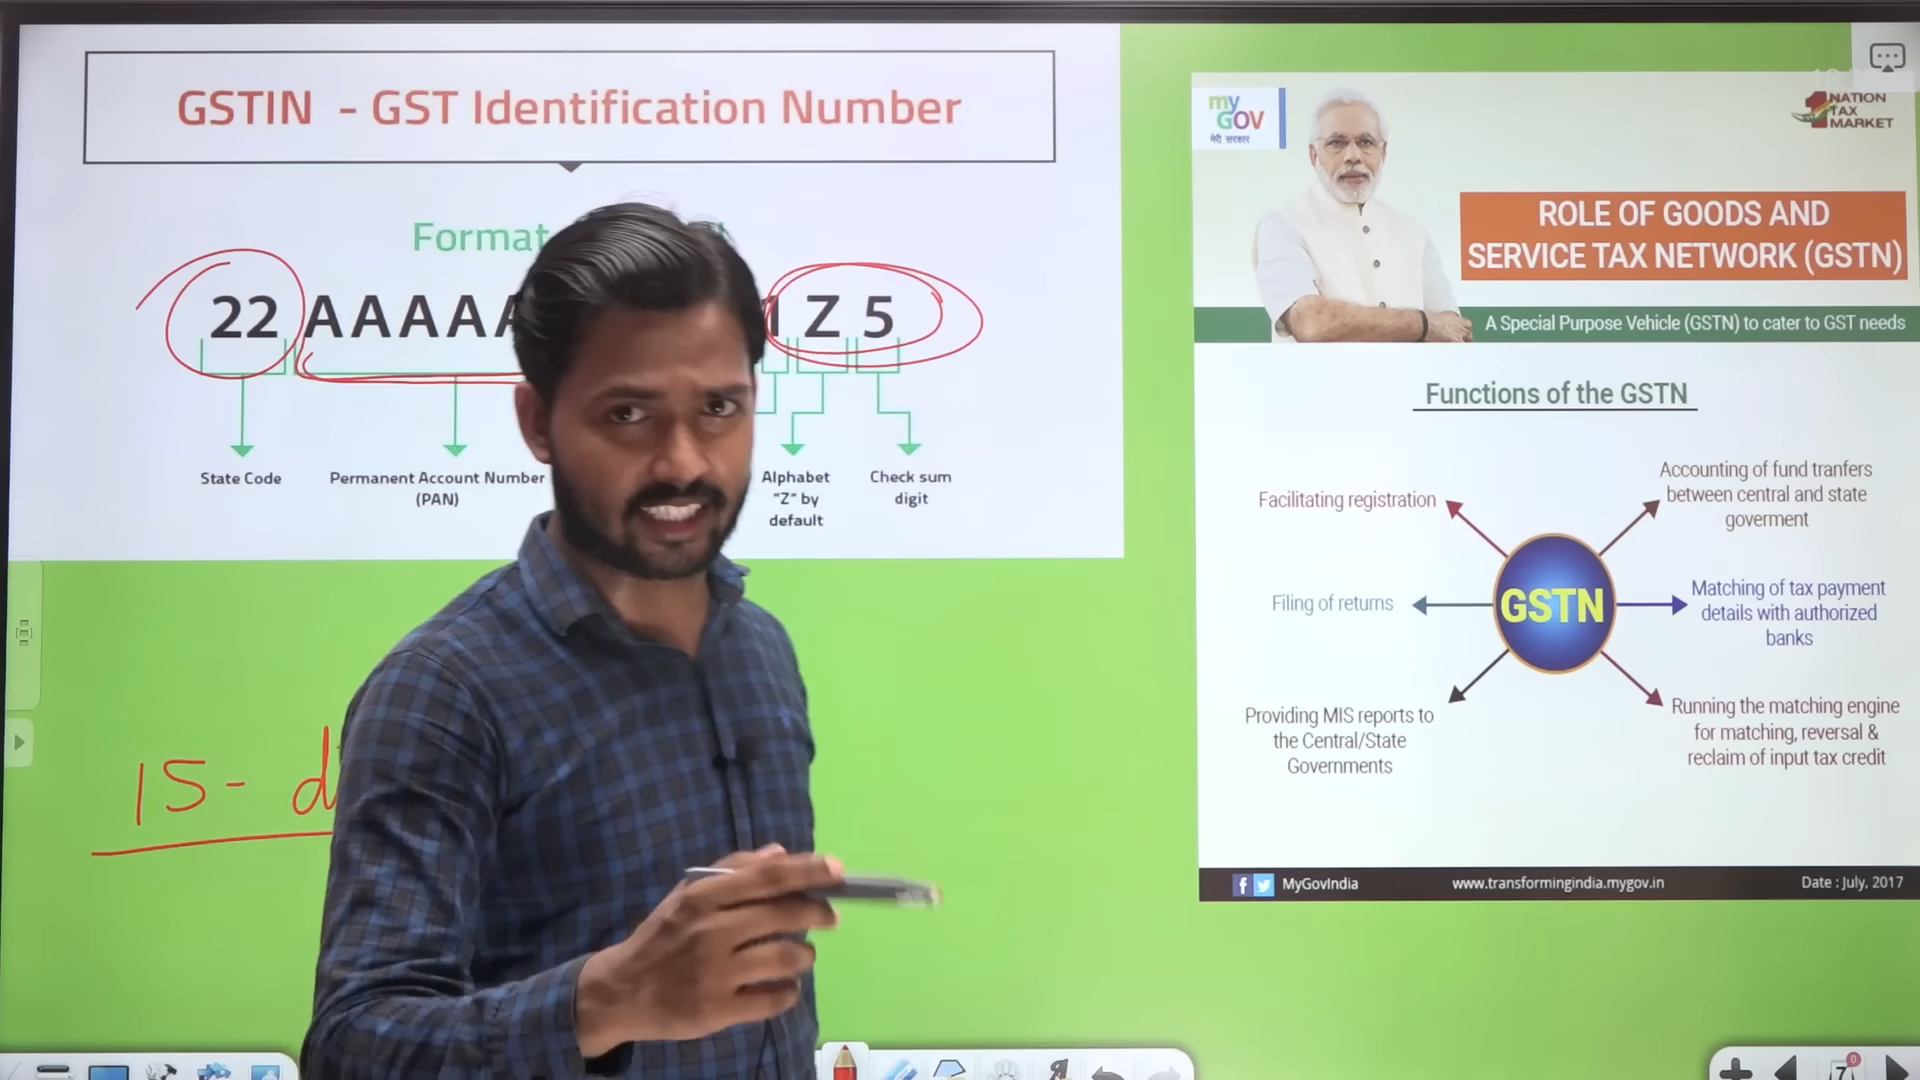 GSTIN - GST Identification Number
Format
22 AAAAA
1 Z 5
State Code
Permanent Account Number
(PAN)
Alphabet
"Z" by
default
Check sum
digit
15- d
my
GOV
मेरी सरकार
1 NATION
TAX
MARKET
ROLE OF GOODS AND
SERVICE TAX NETWORK (GSTN)
A Special Purpose Vehicle (GSTN) to cater to GST needs
Functions of the GSTN
Facilitating registration
Accounting of fund tranfers
between central and state
goverment
Filing of returns
GSTN
Matching of tax payment
details with authorized
banks
Providing MIS reports to
the Central/State
Governments
Running the matching engine
for matching, reversal &
reclaim of input tax credit
MyGovIndia
www.transformingindia.mygov.in
Date : July, 2017
7
0